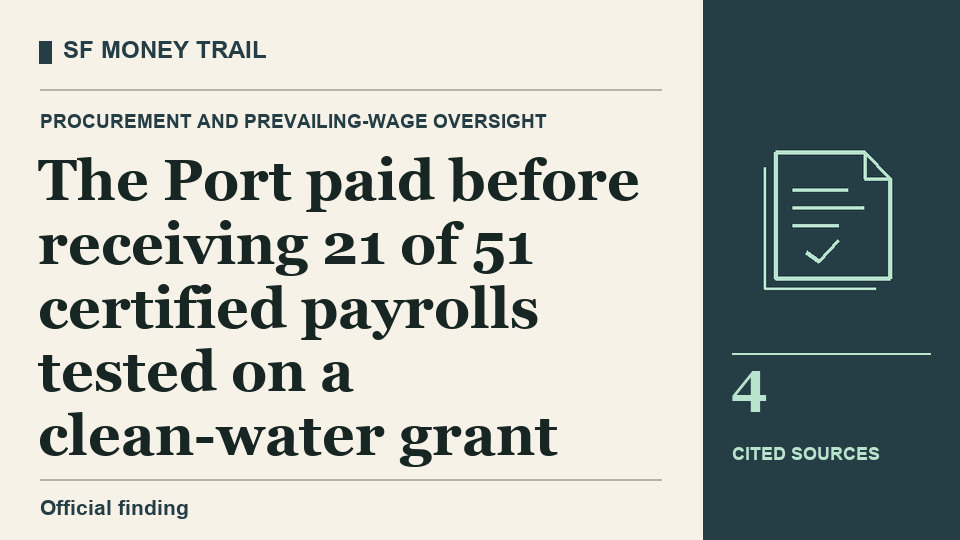 SF MONEY TRAIL
PROCUREMENT AND PREVAILING-WAGE OVERSIGHT
The Port paid before
receiving 21 of 51
certified payrolls
tested on a
clean-water grant
Official finding
4
CITED SOURCES